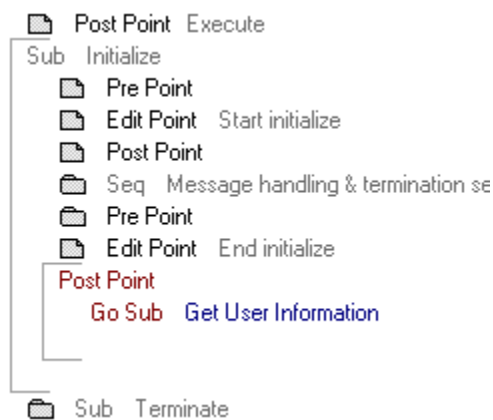 Post Point Execute
Sub Initialize
Pre Point
Edit Point Start initialize
Post Point
Seq Message handling & termination se
Pre Point
Edit Point End initialize
Post Point
Go Sub Get User Information
Sub Terminate